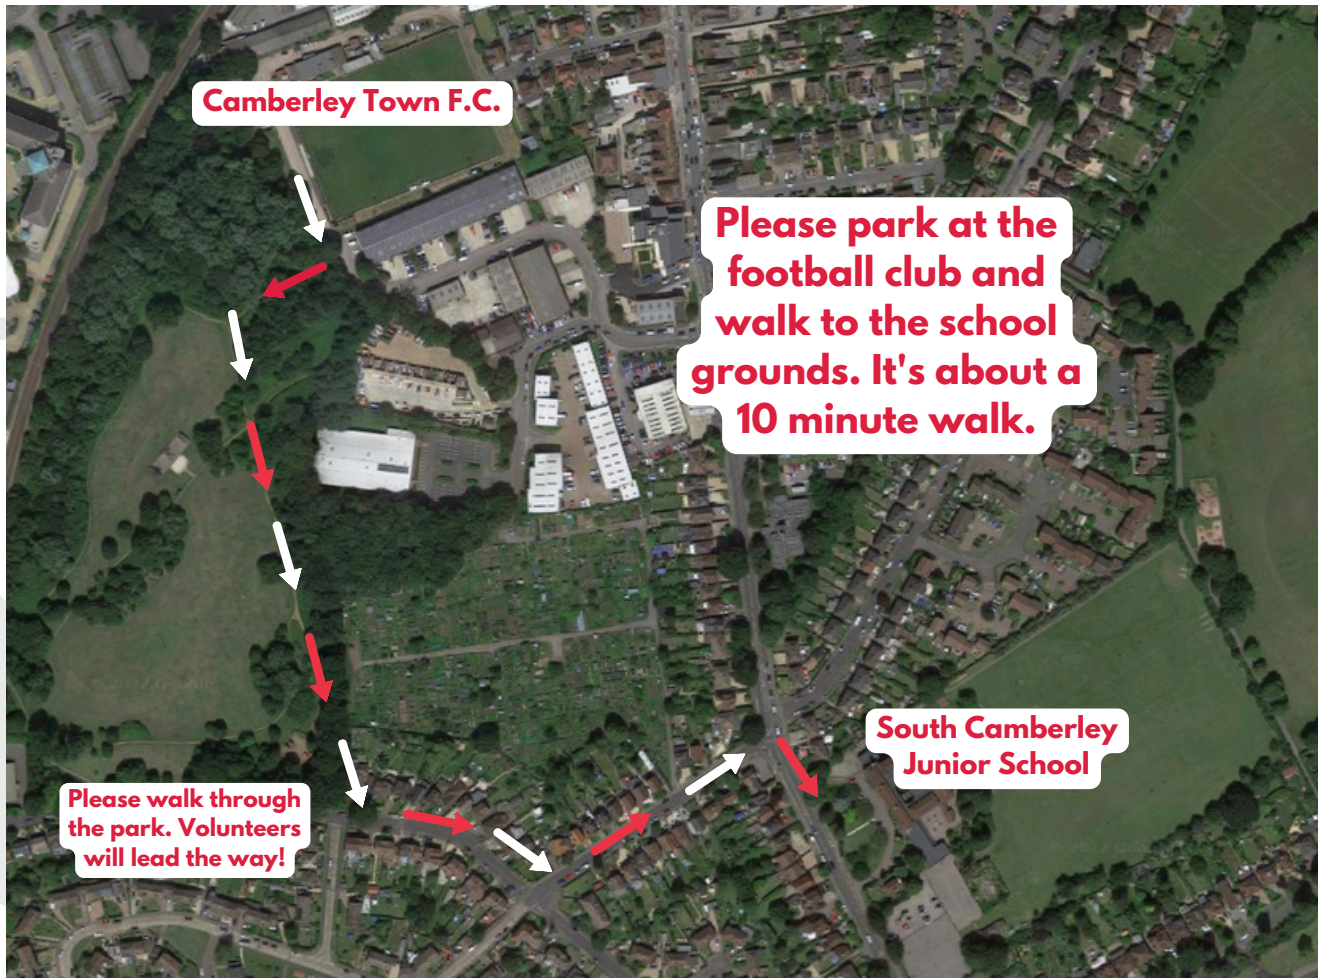 Camberley Town F.C.
Please park at the
football club and
walk to the school
grounds. It's about a
10 minute walk.
South Camberley
Junior School
Please walk through
the park. Volunteers
will lead the way!